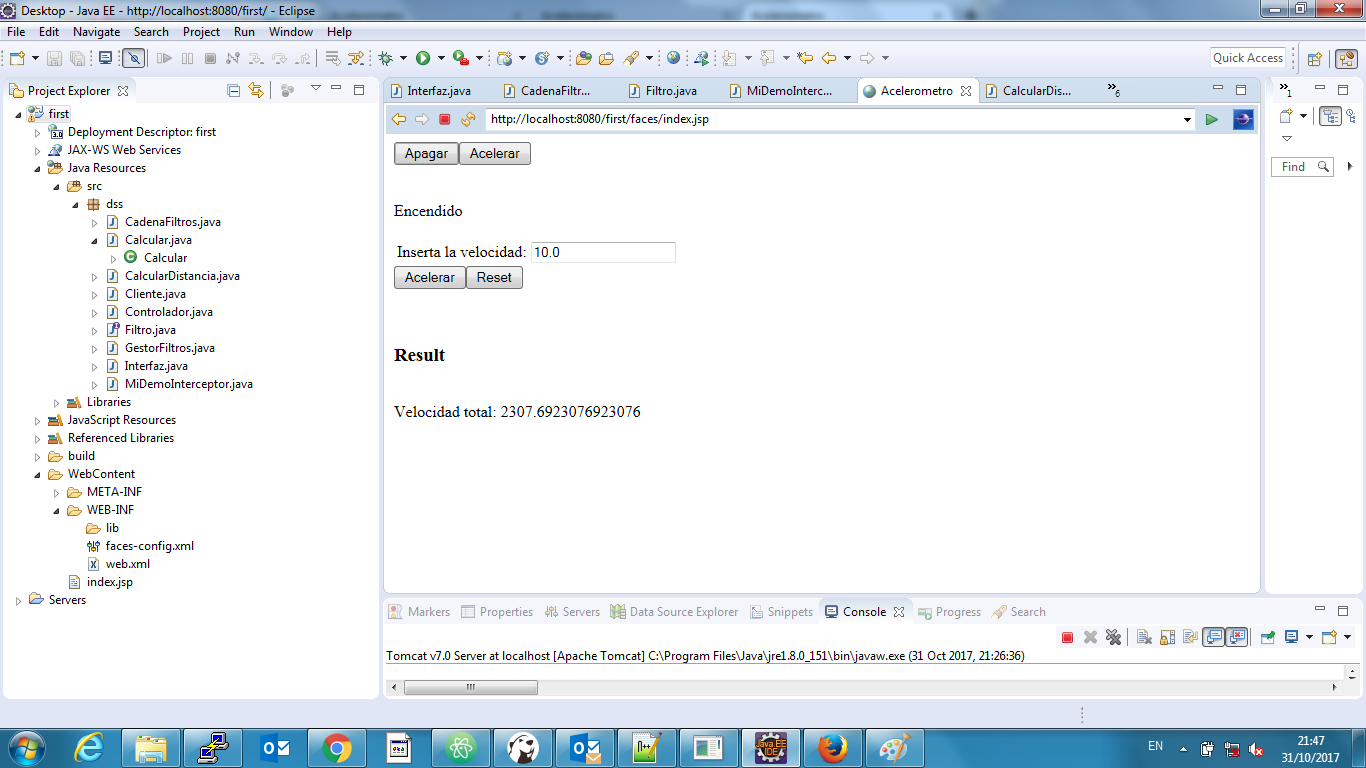 Desktop - Java EE - http://localhost:8080/first/ - Eclipse
File Edit Navigate Search Project Run Window Help
Quick Access
Project Explorer
first
Deployment Descriptor: first
JAX-WS Web Services
Java Resources
src
dss
CadenaFiltros.java
Calcular.java
Calcular
CalcularDistancia.java
Cliente.java
Controlador.java
Filtro.java
GestorFiltros.java
Interfaz.java
MiDemoInterceptor.java
Libraries
JavaScript Resources
Referenced Libraries
build
WebContent
META-INF
WEB-INF
lib
faces-config.xml
web.xml
index.jsp
Servers
Interfaz.java CadenaFiltr... Filtro.java MiDemoInterc... Acelerometro CalcularDis... »6
http://localhost:8080/first/faces/index.jsp
Apagar Acelerar
Encendido
Inserta la velocidad: 10.0
Acelerar Reset
Result
Velocidad total: 2307.6923076923076
»1
Find
Markers Properties Servers Data Source Explorer Snippets Console Progress Search
Tomcat v7.0 Server at localhost [Apache Tomcat] C:\Program Files\Java\jre1.8.0_151\bin\javaw.exe (31 Oct 2017, 21:26:36)
Java EE
IDE
EN
21:47
31/10/2017